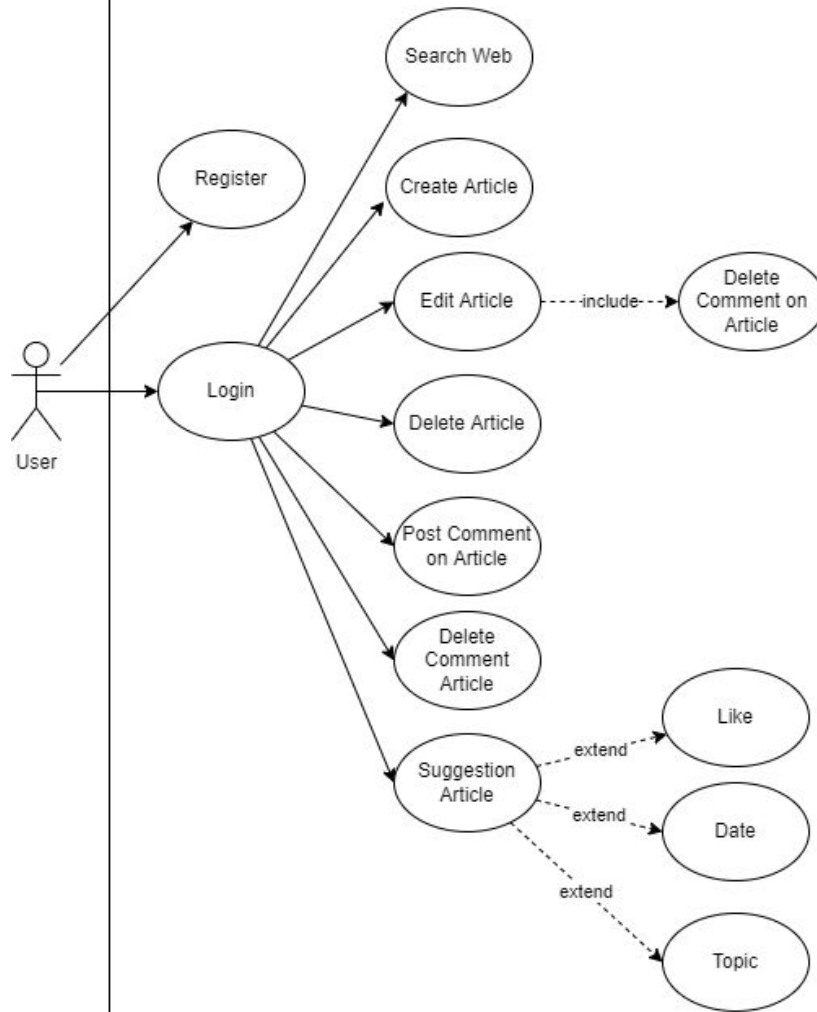 Search Web
Register
Create Article
Edit Article
include
Delete
Comment on
Article
Login
User
Delete Article
Post Comment
on Article
Delete
Comment
Article
Suggestion
Article
extend
Like
extend
Date
extend
Topic